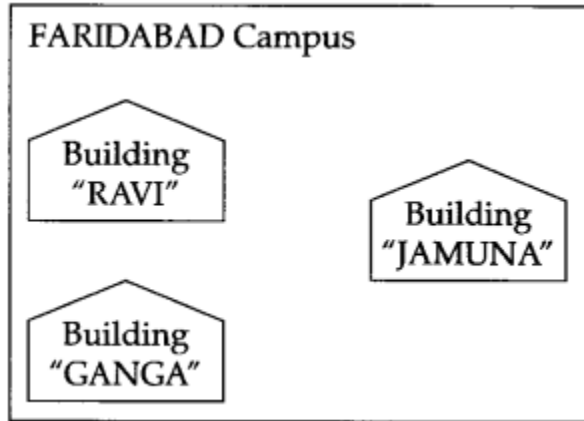 FARIDABAD Campus
Building
"RAVI"
Building
"JAMUNA"
Building
"GANGA"